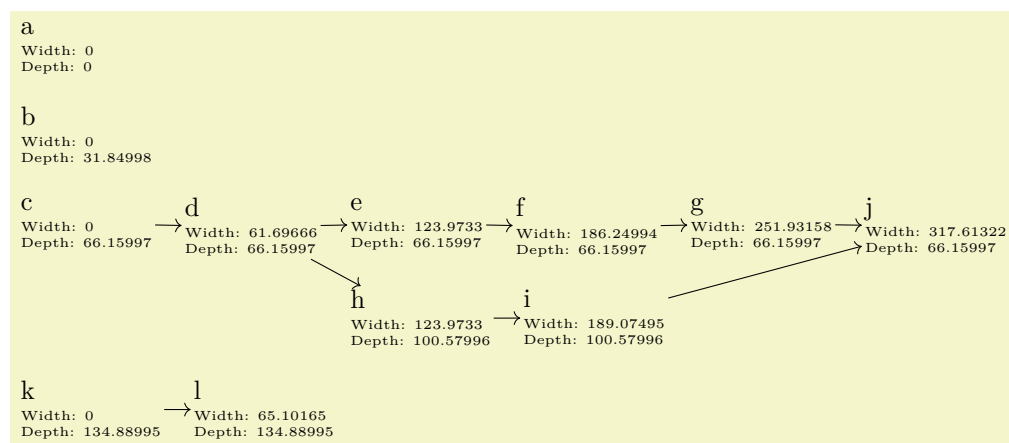 a
Width: 0
Depth: 0
b
Width: 0
Depth: 31.84998
c
Width: 0
Depth: 66.15997
d
Width: 61.69666
Depth: 66.15997
e
Width: 123.9733
Depth: 66.15997
f
Width: 186.24994
Depth: 66.15997
g
Width: 251.93158
Depth: 66.15997
j
Width: 317.61322
Depth: 66.15997
h
Width: 123.9733
Depth: 100.57996
i
Width: 189.07495
Depth: 100.57996
k
Width: 0
Depth: 134.88995
l
Width: 65.10165
Depth: 134.88995